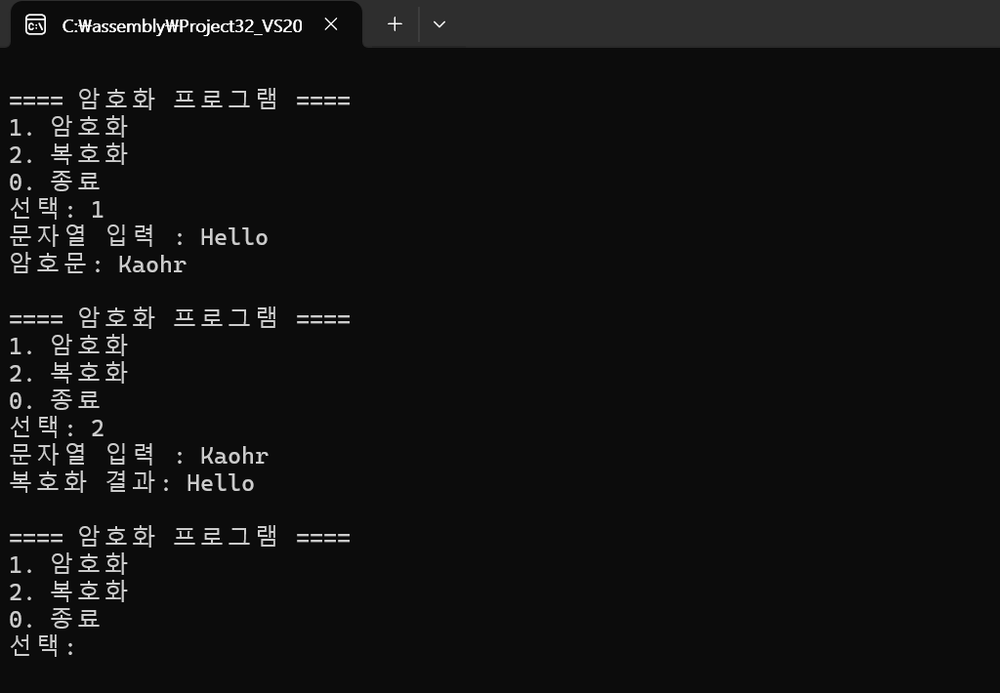 C:₩assembly₩Project32_VS20
==== 암호화 프로그램 ====
1. 암호화
2. 복호화
0. 종료
선택: 1
문자열 입력 : Hello
암호문: Kaohr
==== 암호화 프로그램 ====
1. 암호화
2. 복호화
0. 종료
선택: 2
문자열 입력 : Kaohr
복호화 결과: Hello
==== 암호화 프로그램 ====
1. 암호화
2. 복호화
0. 종료
선택: